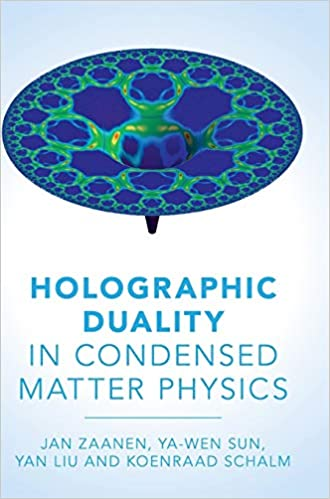 HOLOGRAPHIC
DUALITY
IN CONDENSED
MATTER PHYSICS
JAN ZAANEN, YA-WEN SUN,
YAN LIU AND KOENRAAD SCHALM